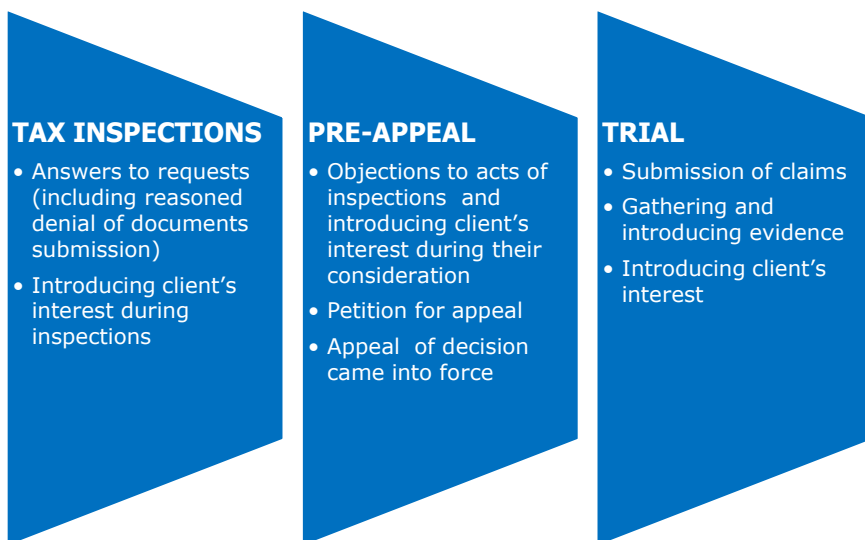 TAX INSPECTIONS
• Answers to requests
(including reasoned
denial of documents
submission)
• Introducing client's
interest during
inspections
PRE-APPEAL
• Objections to acts of
inspections and
introducing client's
interest during their
consideration
• Petition for appeal
• Appeal of decision
came into force
TRIAL
• Submission of claims
• Gathering and
introducing evidence
• Introducing client's
interest